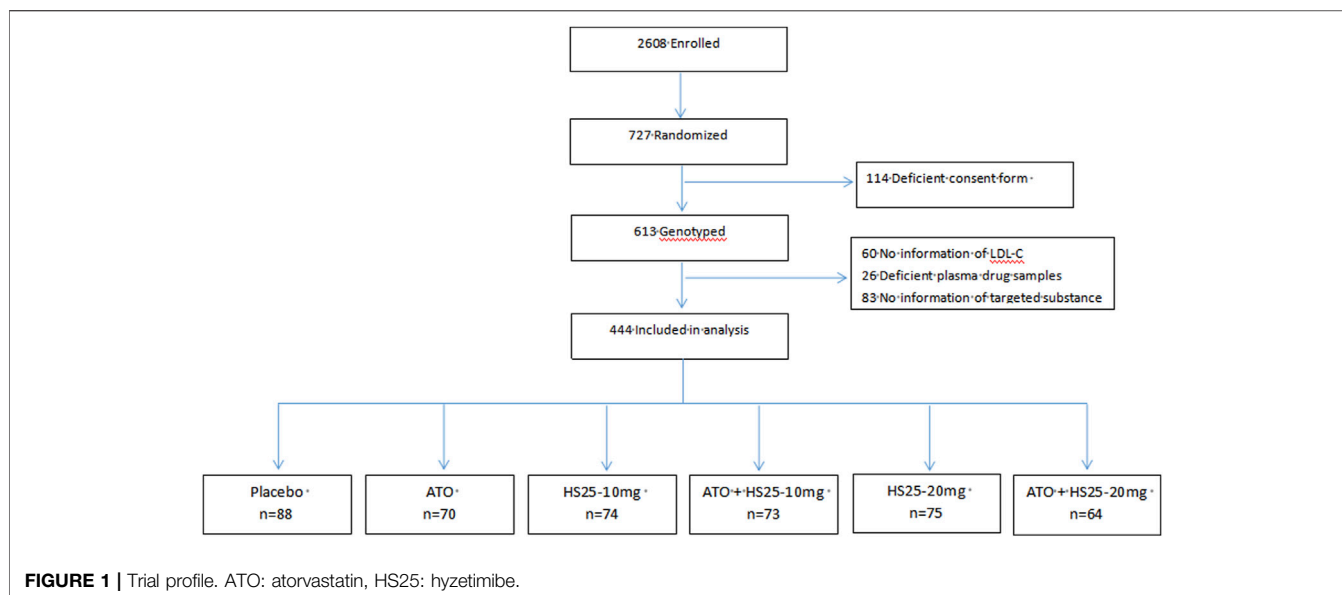 2608 Enrolled
727 Randomized
114 Deficient consent form
613 Genotyped
60 No information of LDL-C
26 Deficient plasma drug samples
83 No information of targeted substance
444 Included in analysis
Placebo
n=88
ATO
n=70
HS25-10mg
n=74
ATO + HS25-10mg
n=73
HS25-20mg
n=75
ATO + HS25-20mg
n=64
FIGURE 1 | Trial profile. ATO: atorvastatin, HS25: hyzetimibe.